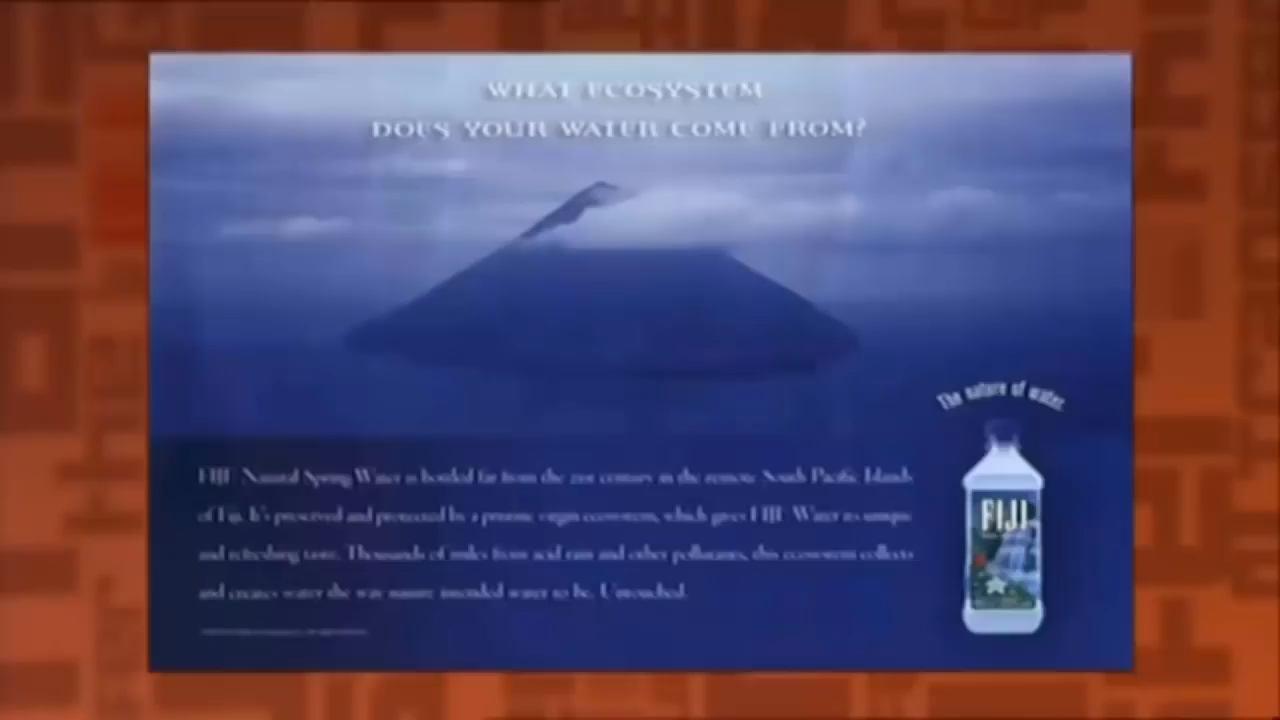 WHAT ECOSYSTEM
DOES YOUR WATER COME FROM?
The nature of water.
FIJI
FIJI Natural Spring Water is bottled far from the 21st century in the remote South Pacific Islands
of Fiji. It's preserved and protected by a pristine virgin ecosystem, which gives FIJI Water its unique
and refreshing taste. Thousands of miles from acid rain and other pollutants, this ecosystem collects
and creates water the way nature intended water to be. Untouched.